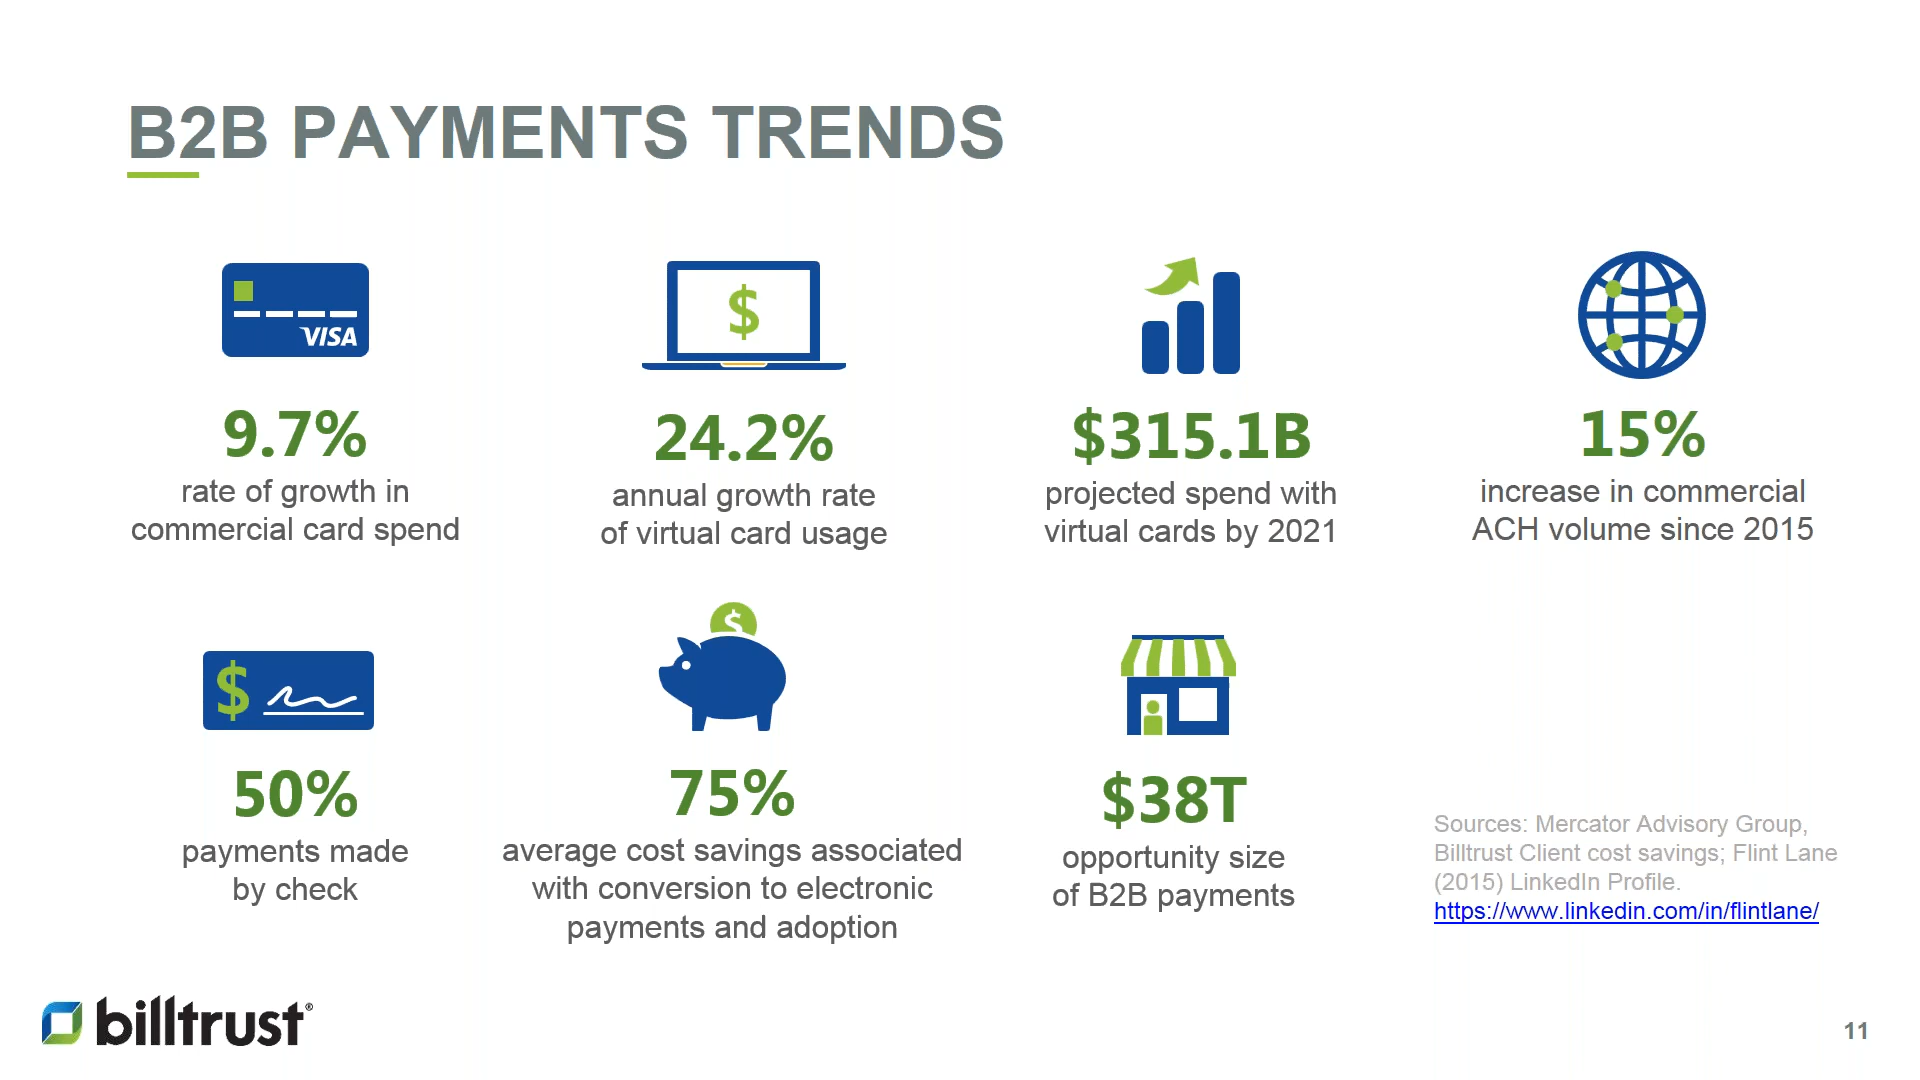 B2B PAYMENTS TRENDS
VISA
$
9.7%
rate of growth in
commercial card spend
24.2%
annual growth rate
of virtual card usage
$315.1B
projected spend with
virtual cards by 2021
15%
increase in commercial
ACH volume since 2015
$
$
50%
payments made
by check
75%
average cost savings associated
with conversion to electronic
payments and adoption
$38T
opportunity size
of B2B payments
Sources: Mercator Advisory Group,
Billtrust Client cost savings; Flint Lane
(2015) LinkedIn Profile.
https://www.linkedin.com/in/flintlane/
billtrust®
11